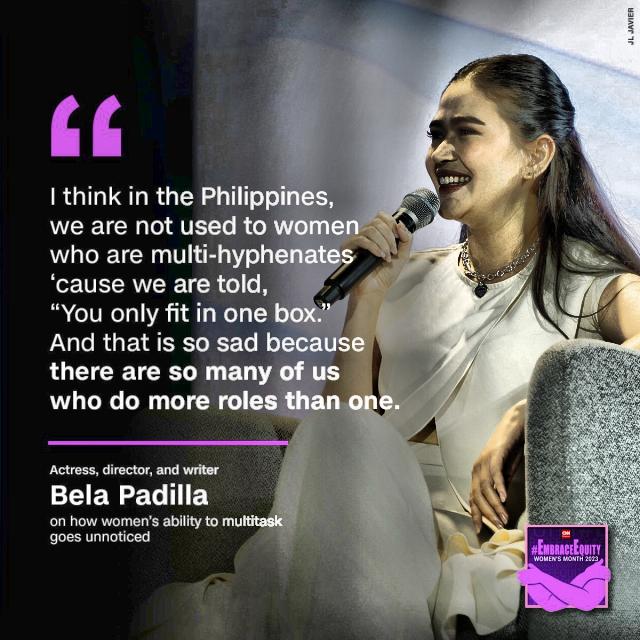 JL JAVIER
I think in the Philippines,
we are not used to women
who are multi-hyphenates
‘cause we are told,
“You only fit in one box.”
And that is so sad because
there are so many of us
who do more roles than one.
Actress, director, and writer
Bela Padilla
on how women’s ability to multitask
goes unnoticed
CNN
#EMBRACEEQUITY
WOMEN'S MONTH 2023